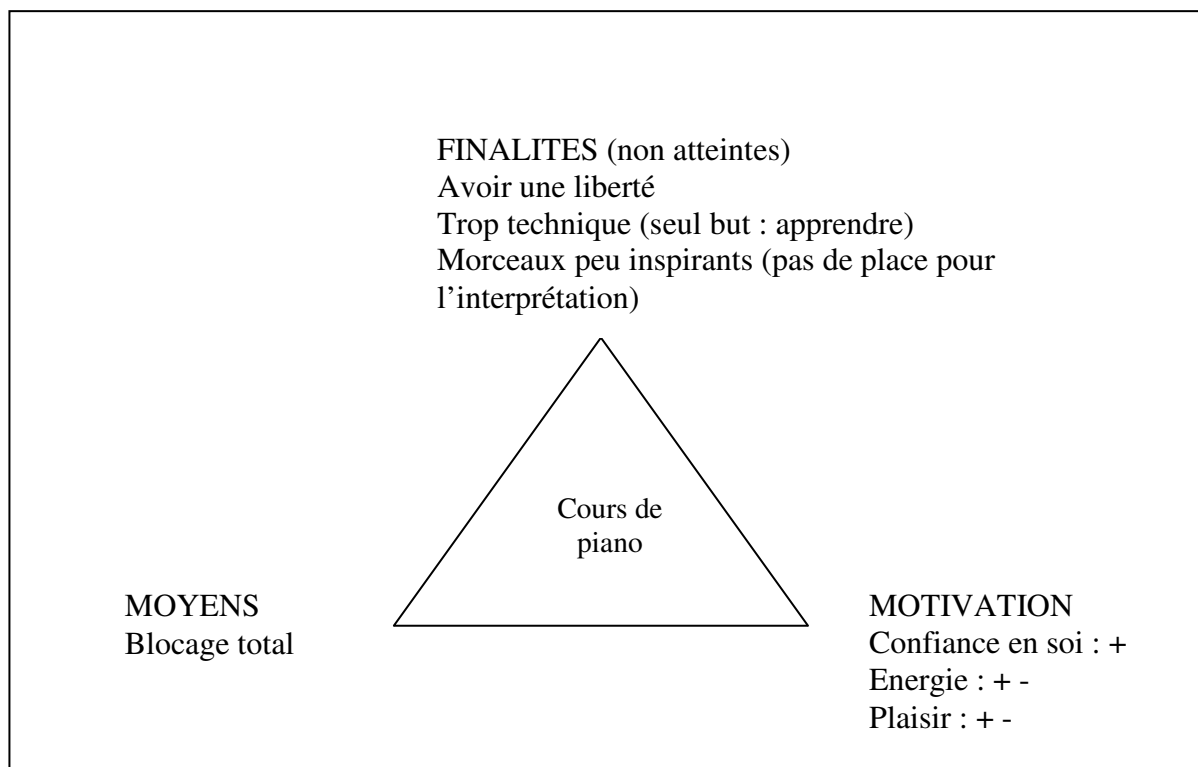 FINALITES (non atteintes)
Avoir une liberté
Trop technique (seul but : apprendre)
Morceaux peu inspirants (pas de place pour
l’interprétation)
Cours de
piano
MOYENS
Blocage total
MOTIVATION
Confiance en soi : +
Energie : + -
Plaisir : + -